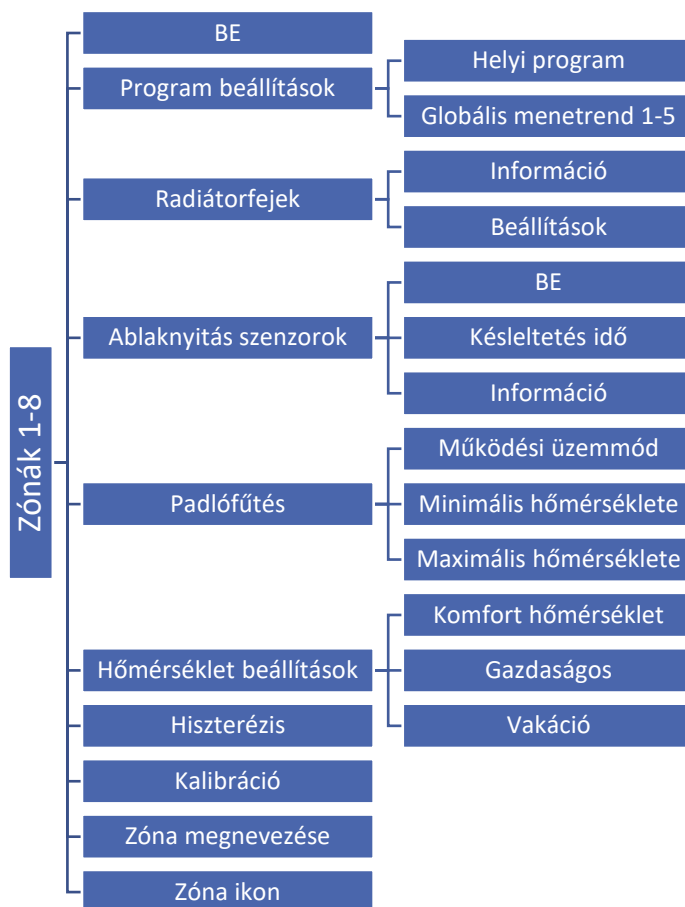 Zónák 1-8
BE
Program beállítások
Helyi program
Globális menetrend 1-5
Radiátorfejek
Információ
Beállítások
Ablaknyitás szenzorok
BE
Késleltetés idő
Információ
Padlófűtés
Működési üzemmód
Minimális hőmérséklete
Maximális hőmérséklete
Hőmérséklet beállítások
Komfort hőmérséklet
Gazdaságos
Vakáció
Hiszterézis
Kalibráció
Zóna megnevezése
Zóna ikon